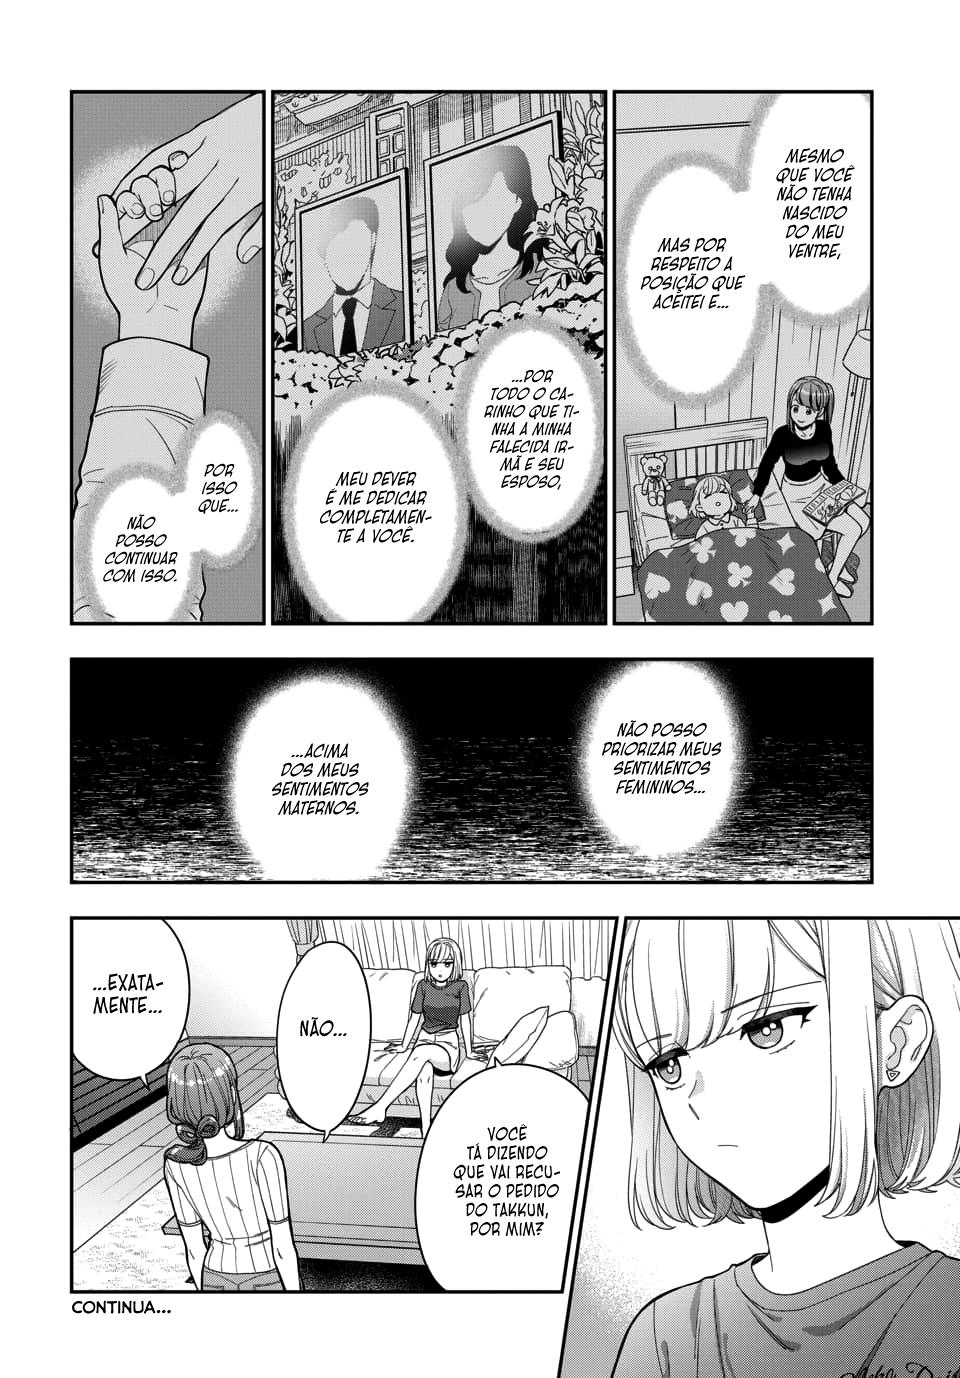 MESMO
QUE VOCÊ
NÃO TENHA
NASCIDO
DO MEU
VENTRE,
MAS POR
RESPEITO A
POSIÇÃO QUE
ACEITEI E...
...POR
TODO O CA-
RINHO QUE TI-
NHA A MINHA
FALECIDA IR-
MÃ E SEU
ESPOSO,
MEU DEVER
É ME DEDICAR
COMPLETAMEN-
TE A VOCÊ.
POR
ISSO
QUE...
NÃO
POSSO
CONTINUAR
COM ISSO.
NÃO POSSO
PRIORIZAR MEUS
SENTIMENTOS
FEMININOS...
...ACIMA
DOS MEUS
SENTIMENTOS
MATERNOS.
VOCÊ
TÁ DIZENDO
QUE VAI RECU-
SAR O PEDIDO
DO TAKKUN,
POR MIM?
NÃO...
...EXATA-
MENTE...
CONTINUA...